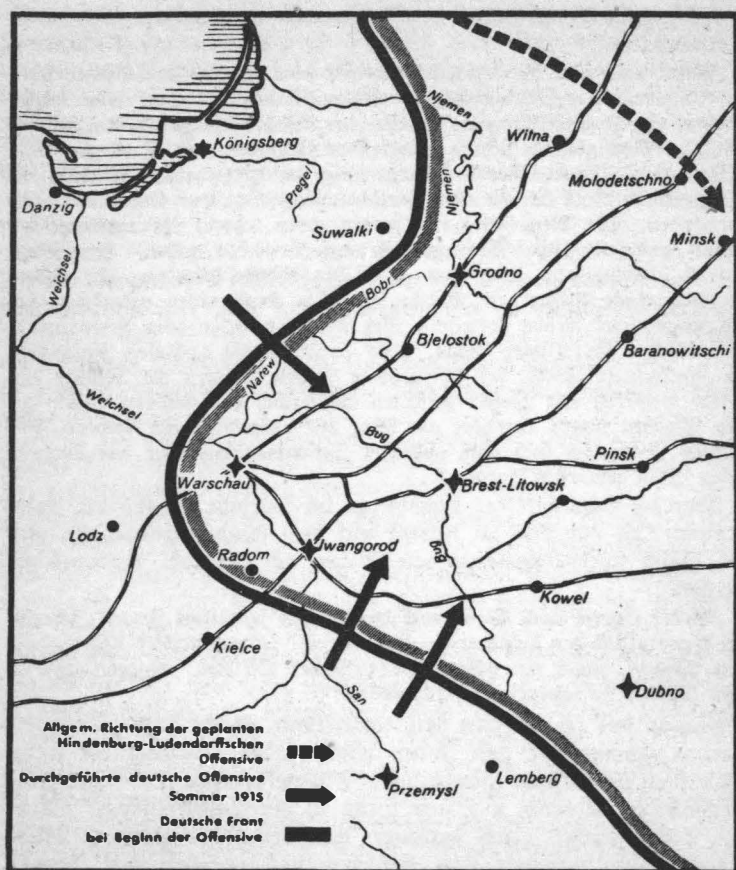 Njemen
Wilna
Königsberg
Molodetschno
Pregel
Njemen
Danzig
Suwalki
Minsk
Weichsel
Grodno
Bobr
Bjelostok
Baranowitschi
Narew
Weichsel
Bug
Pinsk
Warschau
Brest-Litowsk
Lodz
Jwangorod
Bug
Radom
Kowel
Kielce
San
Dubno
Allgem. Richtung der geplanten
Hindenburg-Ludendorffschen
Offensive
Durchgeführte deutsche Offensive
Sommer 1915
Przemysl
Lemberg
Deutsche Front
bei Beginn der Offensive